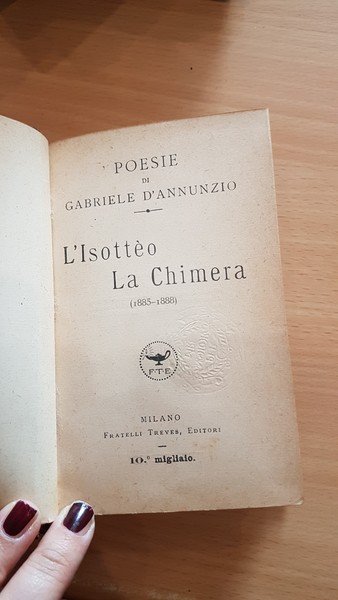 POESIE
DI
GABRIELE D'ANNUNZIO
L'Isottèo
La Chimera
(1885-1888)
F·T·E
MILANO
FRATELLI TREVES, EDITORI
10.° migliaio.